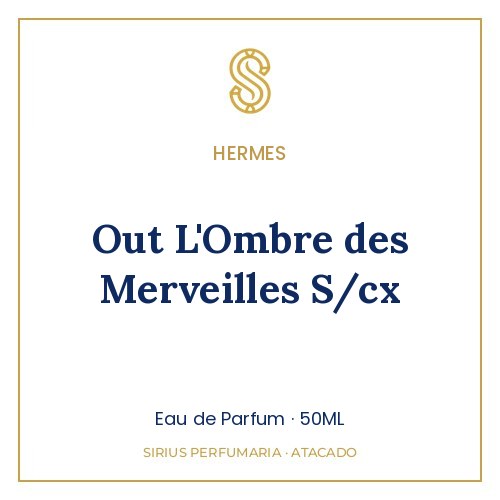 HERMES
Out L'Ombre des
Merveilles S/cx
Eau de Parfum · 50ML
SIRIUS PERFUMARIA · ATACADO